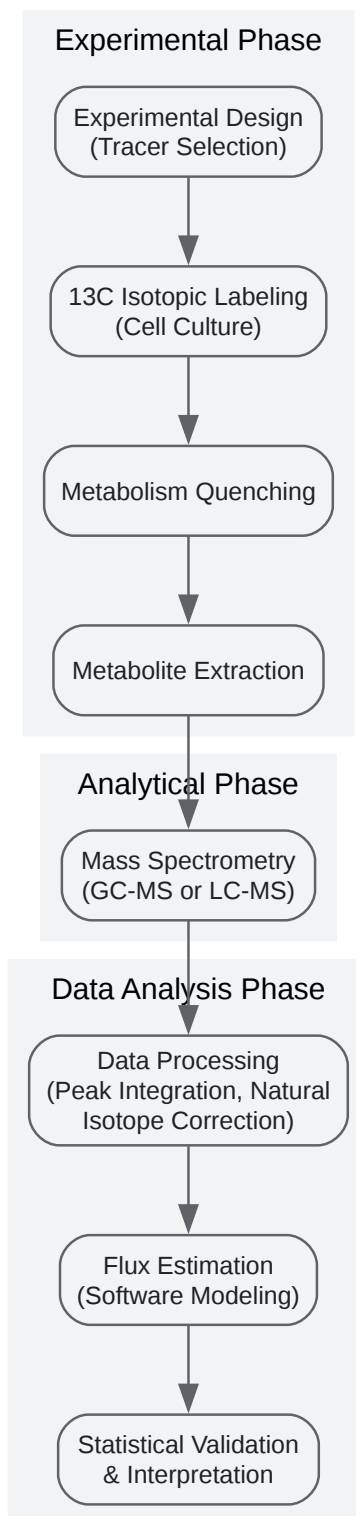 Experimental Phase
Experimental Design
(Tracer Selection)
13C Isotopic Labeling
(Cell Culture)
Metabolism Quenching
Metabolite Extraction
Analytical Phase
Mass Spectrometry
(GC-MS or LC-MS)
Data Analysis Phase
Data Processing
(Peak Integration, Natural
Isotope Correction)
Flux Estimation
(Software Modeling)
Statistical Validation
& Interpretation